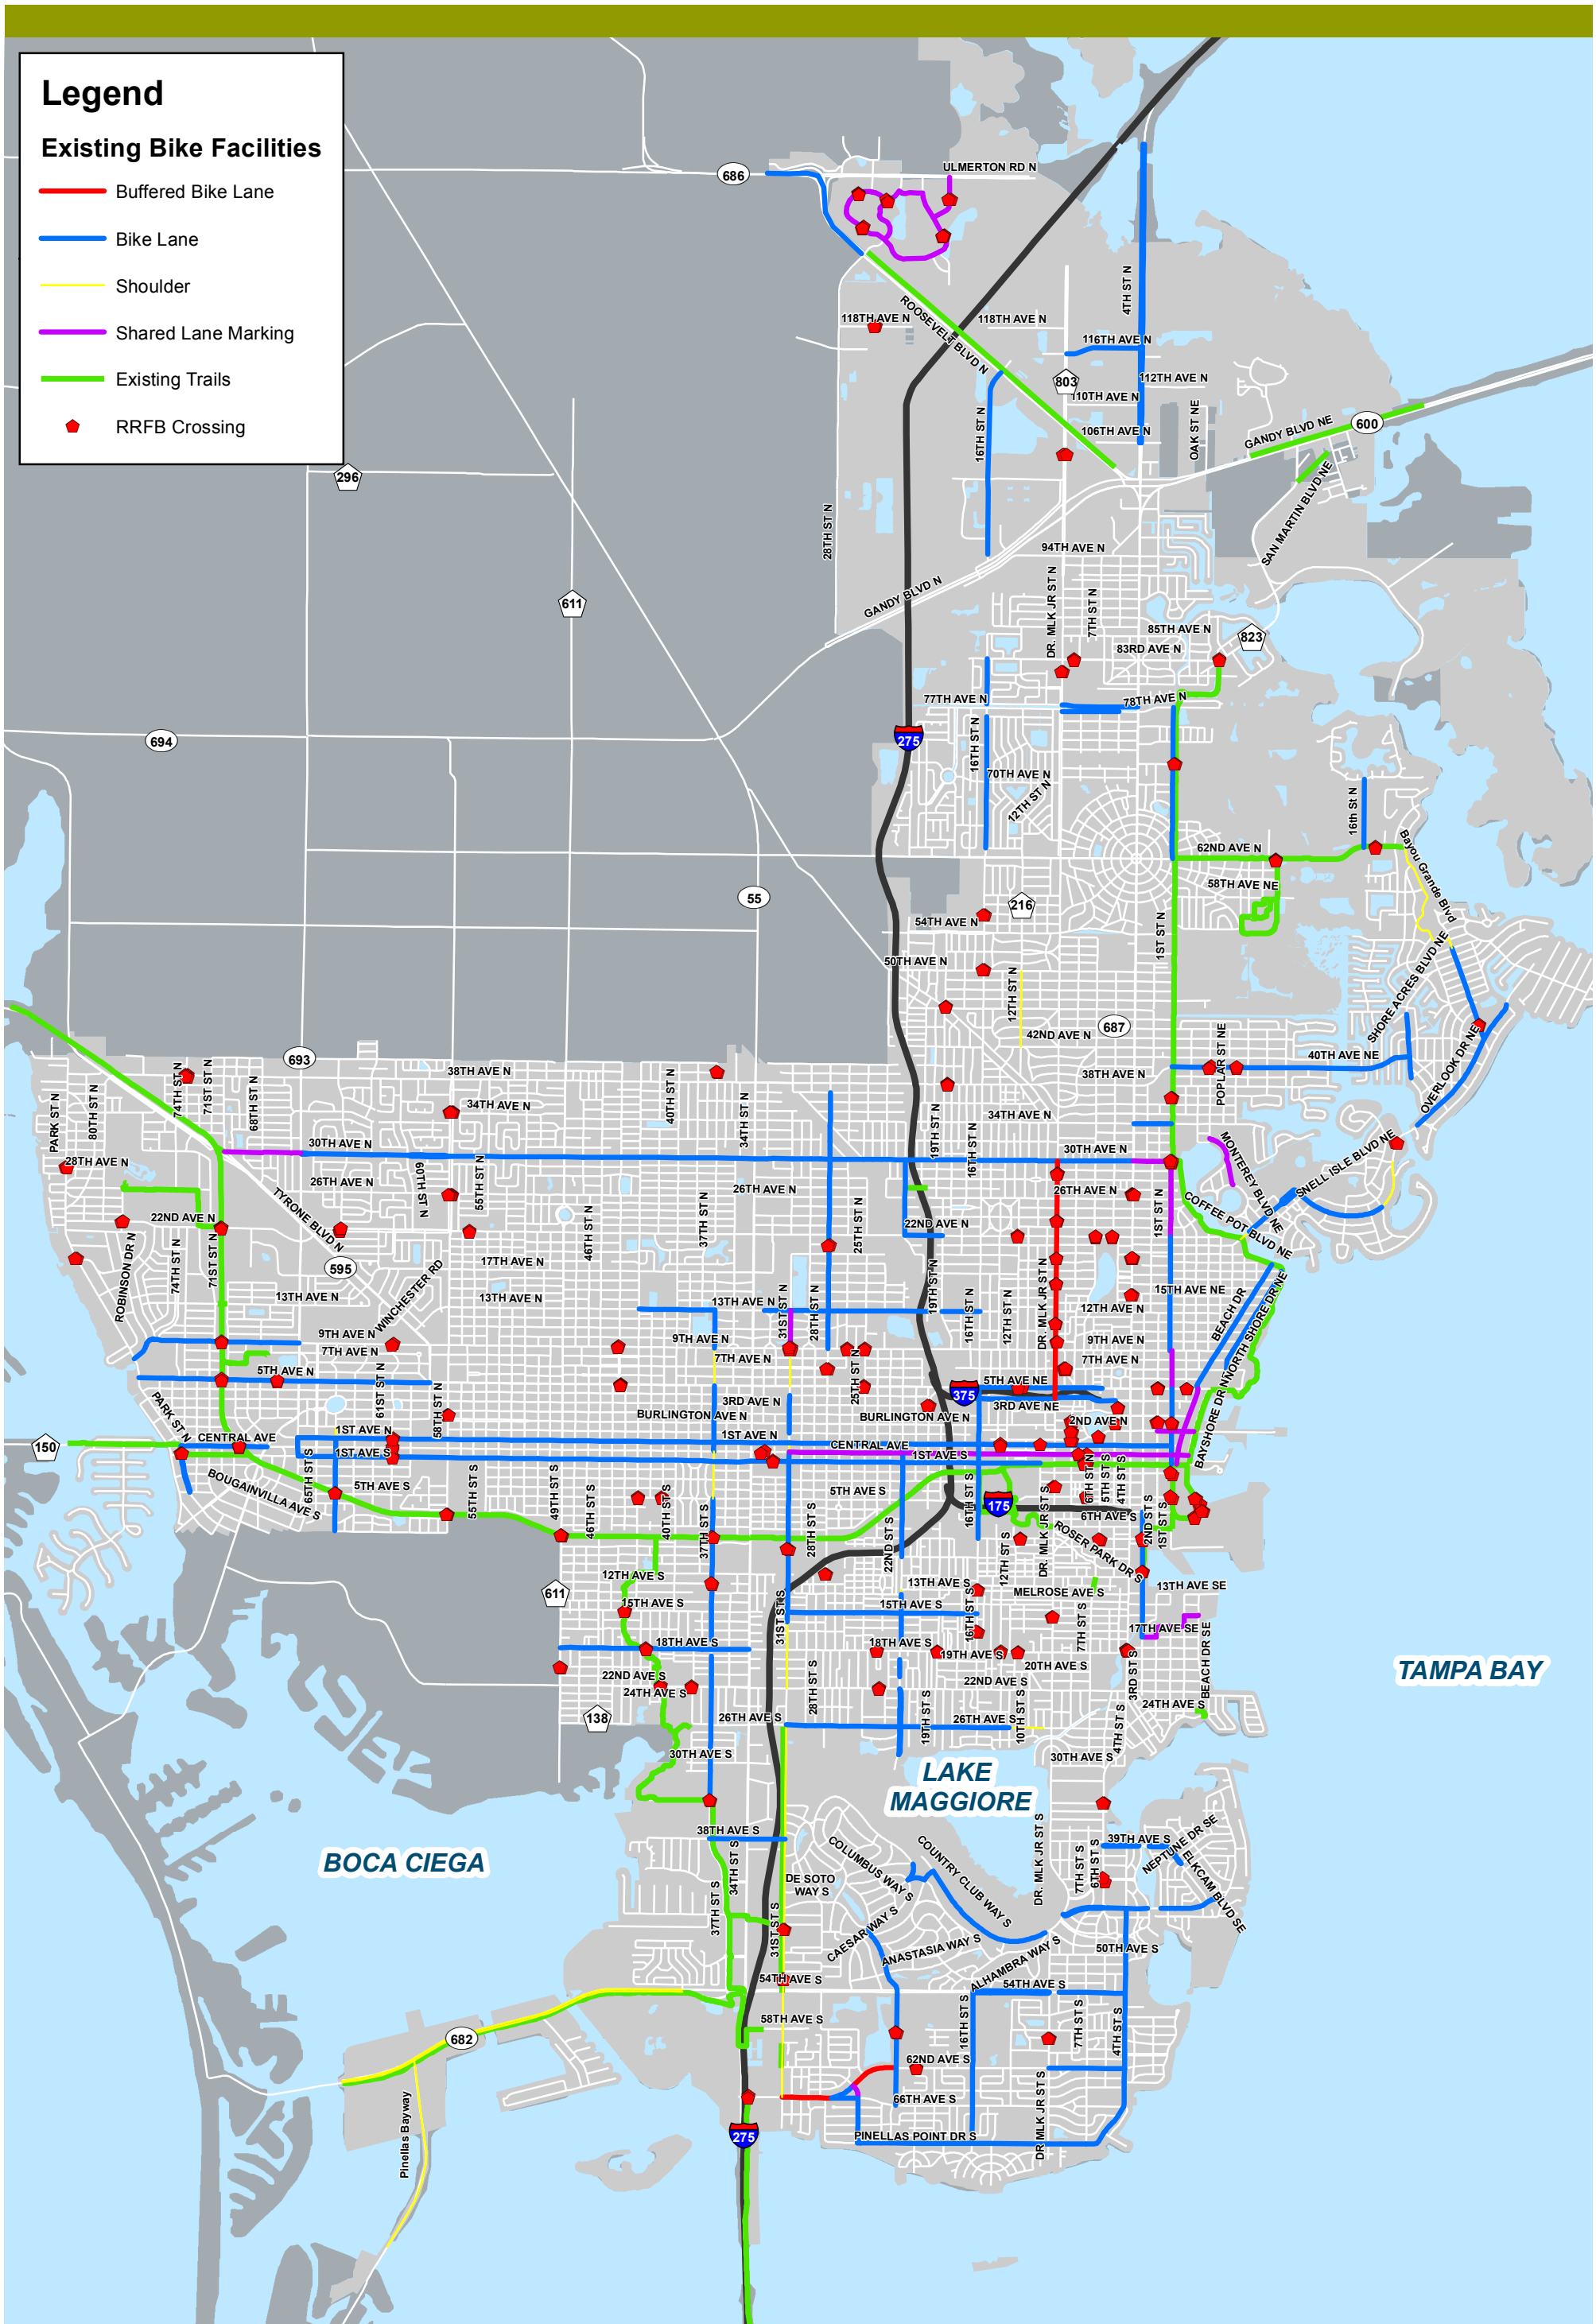 Legend
Existing Bike Facilities
Buffered Bike Lane
Bike Lane
Shoulder
Shared Lane Marking
Existing Trails
RRFB Crossing
686
ULMERTON RD N
4TH ST N
ROOSEVELT BLVD N
118TH AVE N
118TH AVE N
116TH AVE N
803
112TH AVE N
110TH AVE N
106TH AVE N
16TH ST N
OAK ST NE
GANDY BLVD NE
600
SAN MARTIN BLVD NE
296
28TH ST N
94TH AVE N
GANDY BLVD N
611
DR. MLK JR ST N
7TH ST N
85TH AVE N
823
83RD AVE N
77TH AVE N
78TH AVE N
694
275
16TH ST N
70TH AVE N
12TH ST N
16th St N
Bayou Grande Blvd
62ND AVE N
58TH AVE NE
55
216
54TH AVE N
1ST ST N
50TH AVE N
12TH ST N
SHORE ACRES BLVD NE
687
42ND AVE N
POPLAR ST NE
40TH AVE NE
OVERLOOK DR NE
693
38TH AVE N
38TH AVE N
74TH ST N
71ST ST N
68TH ST N
80TH AVE N
PARK ST N
34TH AVE N
40TH AVE N
34TH ST N
19TH ST N
16TH ST N
34TH AVE N
30TH AVE N
30TH AVE N
MONTEREY BLVD NE
SNELL ISLE BLVD NE
28TH AVE N
26TH AVE N
60TH ST N
55TH ST N
26TH AVE N
26TH AVE N
1ST ST N
COFFEE POT BLVD NE
TYRONE BLVD N
22ND AVE N
22ND AVE N
37TH ST N
25TH ST N
46TH ST N
ROBINSON DR N
74TH ST N
71ST ST N
595
17TH AVE N
WINCHESTER RD
13TH AVE N
13TH AVE N
13TH AVE N
19TH ST N
16TH ST N
12TH ST N
DR. MLK JR ST N
15TH AVE NE
12TH AVE N
BEACH DR
NORTH SHORE DR NE
31ST ST N
28TH ST N
9TH AVE N
9TH AVE N
9TH AVE N
7TH AVE N
7TH AVE N
7TH AVE N
5TH AVE N
5TH AVE NE
375
3RD AVE N
3RD AVE NE
25TH ST N
61ST ST N
58TH ST N
PARK ST N
BURLINGTON AVE N
BURLINGTON AVE N
2ND AVE N
BAYSHORE DR N
150
CENTRAL AVE
1ST AVE N
1ST AVE N
CENTRAL AVE
1ST AVE S
1ST AVE S
BOUGAINVILLA AVE S
65TH ST S
5TH AVE S
55TH ST S
49TH ST S
46TH ST S
40TH ST S
37TH ST S
5TH AVE S
28TH ST S
22ND ST S
16TH ST S
175
DR. MLK JR ST S
6TH ST N
5TH ST S
4TH ST S
6TH AVE S
2ND ST S
1ST ST S
ROSER PARK DR S
12TH ST S
611
12TH AVE S
13TH AVE S
MELROSE AVE S
13TH AVE SE
15TH AVE S
15TH AVE S
31ST ST S
16TH ST S
7TH ST S
17TH AVE SE
18TH AVE S
18TH AVE S
19TH AVE S
20TH AVE S
3RD ST S
BEACH DR SE
TAMPA BAY
22ND AVE S
24TH AVE S
22ND AVE S
24TH AVE S
28TH ST S
19TH ST S
10TH ST S
4TH ST S
138
26TH AVE S
26TH AVE S
30TH AVE S
30TH AVE S
LAKE
MAGGIORE
38TH AVE S
34TH ST S
BOCA CIEGA
COLUMBUS WAY S
COUNTRY CLUB WAY S
DR. MLK JR ST S
7TH ST S
6TH ST S
39TH AVE S
NEPTUNE DR SE
ELKCAM BLVD SE
DE SOTO
WAY S
37TH ST S
31ST ST S
CAESAR WAY S
ANASTASIA WAY S
ALHAMBRA WAY S
50TH AVE S
54TH AVE S
54TH AVE S
58TH AVE S
16TH ST S
7TH ST S
4TH ST S
682
62ND AVE S
66TH AVE S
DR MLK JR ST S
Pinellas Bayway
275
PINELLAS POINT DR S